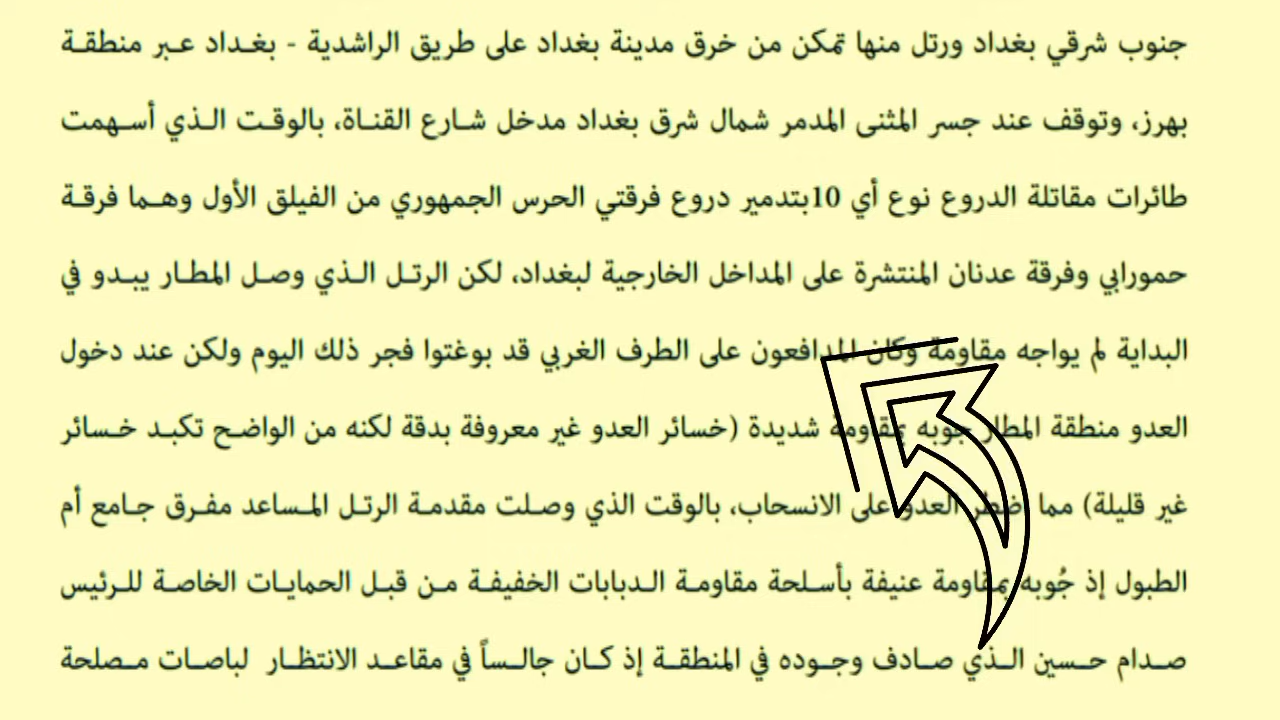 جنوب شرقي بغداد ورتل منها تمكن من خرق مدينة بغداد على طريق الراشدية - بغداد عبر منطقة
بهرز، وتوقف عند جسر المثنى المدمر شمال شرق بغداد مدخل شارع القناة، بالوقت الذي أسهمت
طائرات مقاتلة الدروع نوع أي 10بتدمير دروع فرقتي الحرس الجمهوري من الفيلق الأول وهما فرقة
حمورابي وفرقة عدنان المنتشرة على المداخل الخارجية لبغداد، لكن الرتل الذي وصل المطار يبدو في
البداية لم يواجه مقاومة وكان المدافعون على الطرف الغربي قد بوغتوا فجر ذلك اليوم ولكن عند دخول
العدو منطقة المطار جوبه بمقاومة شديدة (خسائر العدو غير معروفة بدقة لكنه من الواضح تكبد خسائر
غير قليلة) مما اضطر العدو على الانسحاب، بالوقت الذي وصلت مقدمة الرتل المساعد مفرق جامع أم
الطبول إذ جُوبه بمقاومة عنيفة بأسلحة مقاومة الدبابات الخفيفة من قبل الحمايات الخاصة للرئيس
صدام حسين الذي صادف وجوده في المنطقة إذ كان جالساً في مقاعد الانتظار لباصات مصلحة